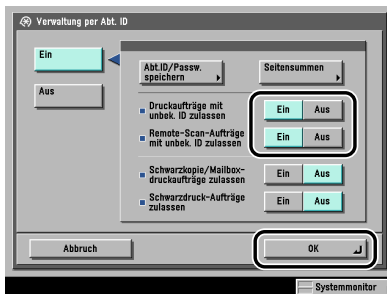 Verwaltung per Abt. ID
Ein
Aus
Abt.ID/Passw.
speichern
Seitensummen
Druckaufträge mit
unbek. ID zulassen
Ein Aus
Remote-Scan-Aufträge
mit unbek. ID zulassen
Ein Aus
Schwarzkopie/Mailbox-
druckaufträge zulassen
Ein Aus
Schwarzdruck-Aufträge
zulassen
Ein Aus
Abbruch
OK
Systemmonitor